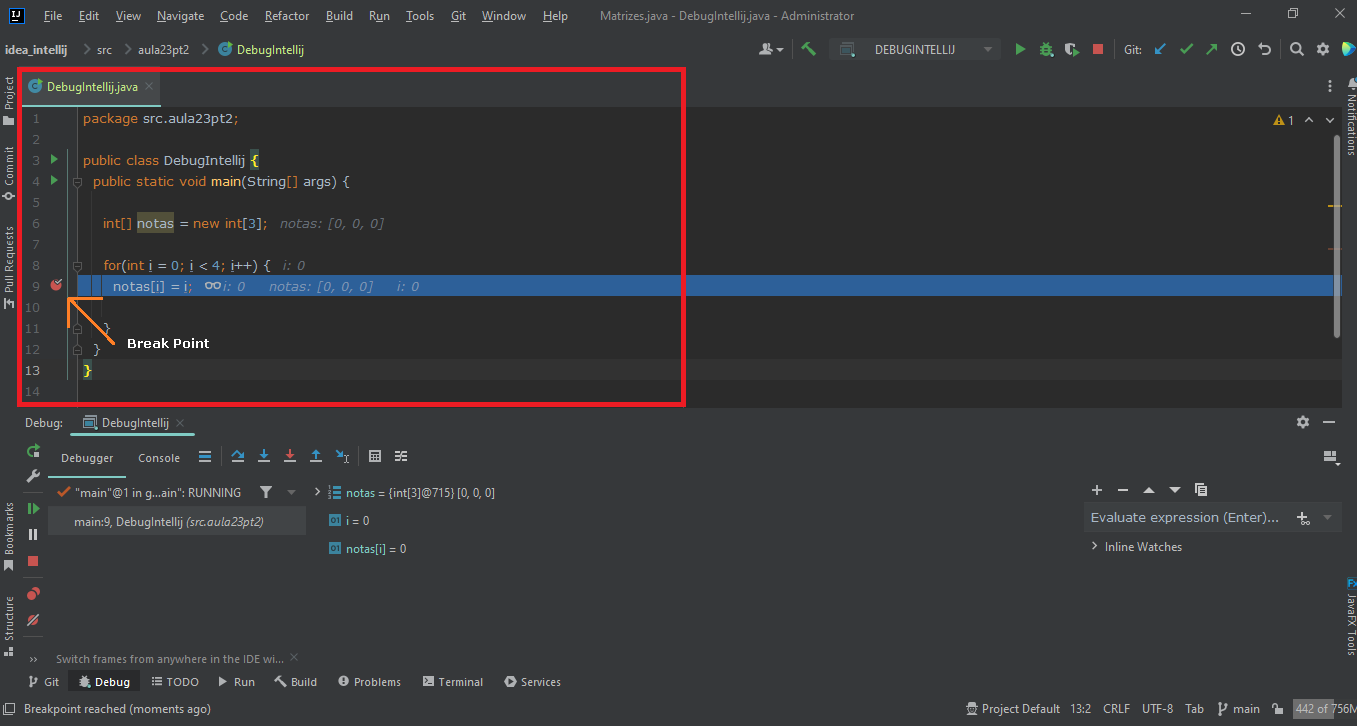 File Edit View Navigate Code Refactor Build Run Tools Git Window Help Matrizes.java - DebugIntellij.java - Administrator
idea_intellij src aula23pt2 DebugIntellij DEBUGINTELLIJ Git:
Project
Commit
Pull Requests
Bookmarks
Structure
DebugIntellij.java
1 package src.aula23pt2;
2
3 public class DebugIntellij {
4 public static void main(String[] args) {
5
6 int[] notas = new int[3]; notas: [0, 0, 0]
7
8 for(int i = 0; i < 4; i++) { i: 0
9 notas[i] = i; i: 0 notas: [0, 0, 0] i: 0
10
11 }
12 }
13 }
14
Break Point
1
Notifications
JavaFX Tools
Debug: DebugIntellij
Debugger Console
"main"@1 in g...ain": RUNNING
main:9, DebugIntellij (src.aula23pt2)
notas = {int[3]@715} [0, 0, 0]
i = 0
notas[i] = 0
Evaluate expression (Enter)...
Inline Watches
Switch frames from anywhere in the IDE wi...
Git Debug TODO Run Build Problems Terminal Services
Breakpoint reached (moments ago) Project Default 13:2 CRLF UTF-8 Tab main 442 of 756M